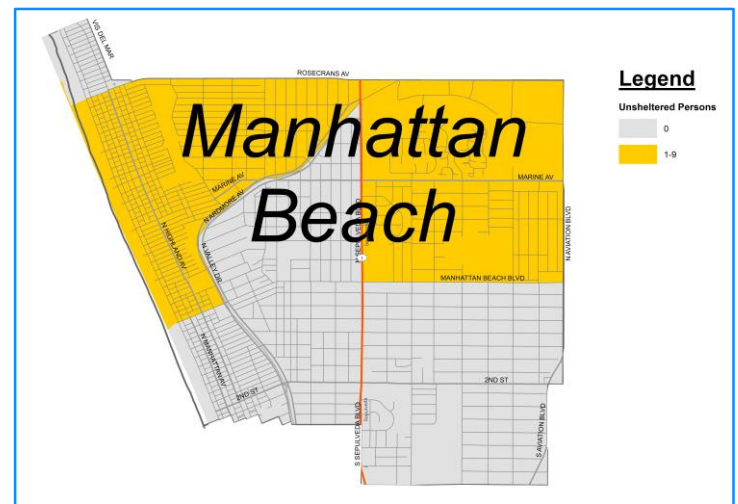 VIS DEL MAR
ROSECRANS AV
Manhattan
Beach
MARINE AV
MARINE AV
N ARDMORE AV
N HIGHLAND AV
N VALLEY DR
N SEPULVEDA BLVD
N AVIATION BLVD
MANHATTAN BEACH BLVD
N MANHATTAN AV
2ND ST
2ND ST
S SEPULVEDA BLVD
S AVIATION BLVD
Legend
Unsheltered Persons
0
1-9